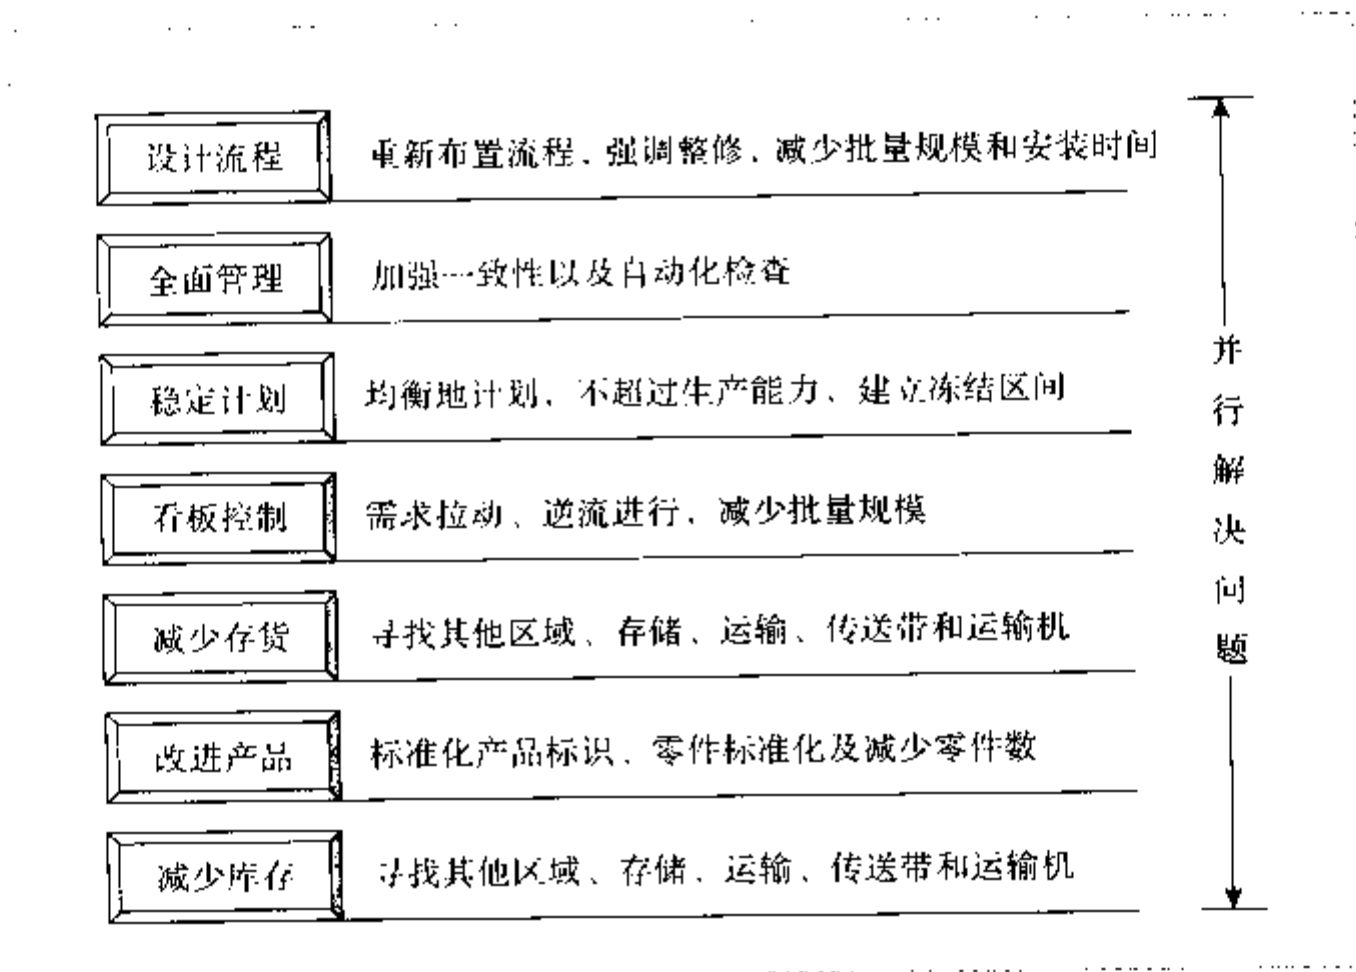 设计流程 重新布置流程、强调整修、减少批量规模和安装时间
全面管理 加强一致性以及自动化检查
稳定计划 均衡地计划、不超过生产能力、建立冻结区间
看板控制 需求拉动、逆流进行、减少批量规模
减少存货 寻找其他区域、存储、运输、传送带和运输机
改进产品 标准化产品标识、零件标准化及减少零件数
减少库存 寻找其他区域、存储、运输、传送带和运输机
并行解决问题